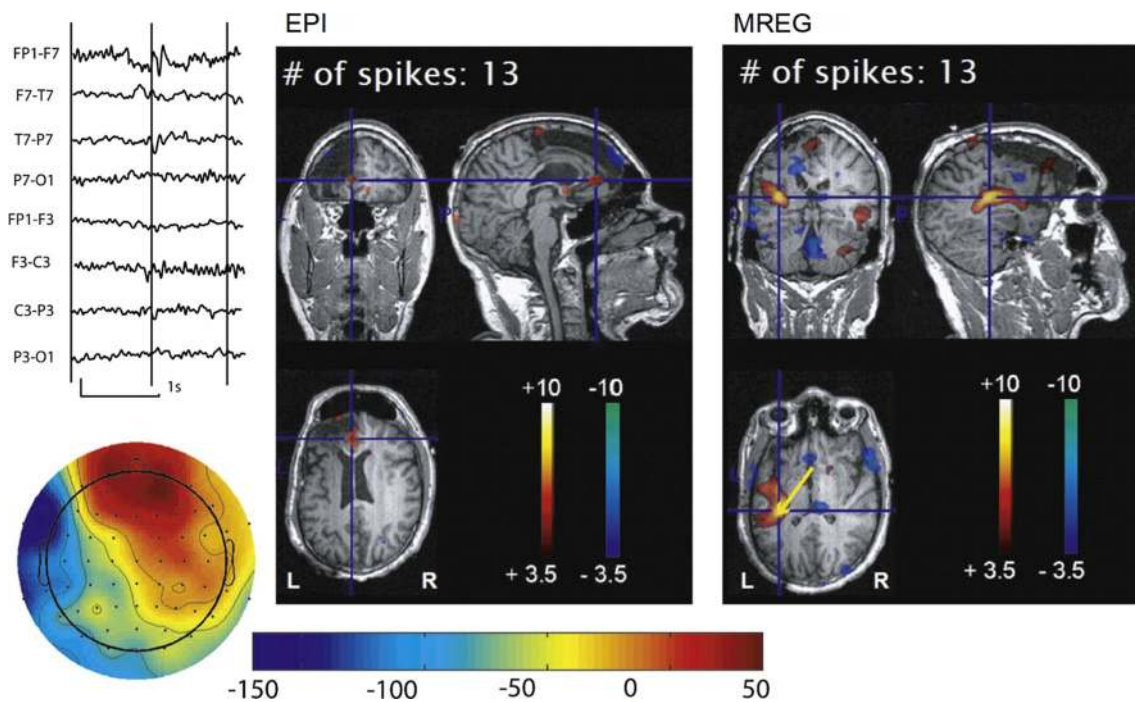 EPI
MREG
FP1-F7
F7-T7
T7-P7
P7-O1
FP1-F3
F3-C3
C3-P3
P3-O1
1s
# of spikes: 13
+10 -10
+ 3.5 - 3.5
L R
# of spikes: 13
+10 -10
+ 3.5 - 3.5
L R
-150 -100 -50 0 50